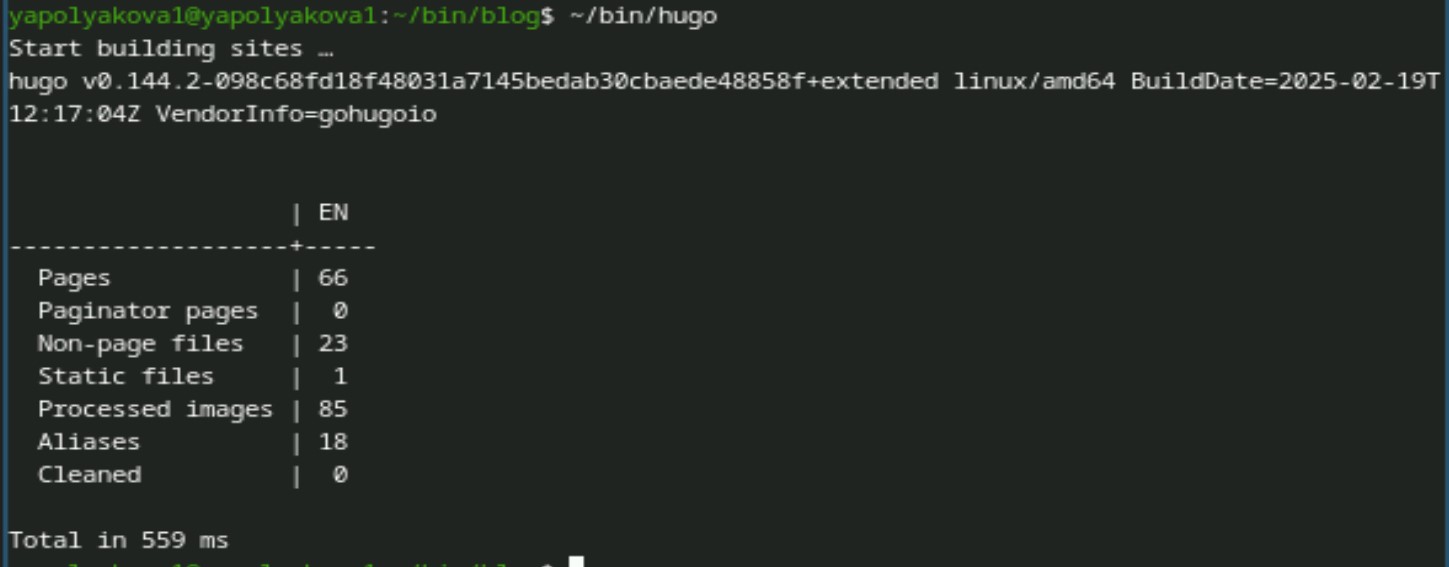 yapolyakova1@yapolyakova1:~/bin/blog$ ~/bin/hugo
Start building sites …
hugo v0.144.2-098c68fd18f48031a7145bedab30cbaede48858f+extended linux/amd64 BuildDate=2025-02-19T
12:17:04Z VendorInfo=gohugoio
                   | EN
-------------------+-----
  Pages            | 66
  Paginator pages  |  0
  Non-page files   | 23
  Static files     |  1
  Processed images | 85
  Aliases          | 18
  Cleaned          |  0
Total in 559 ms